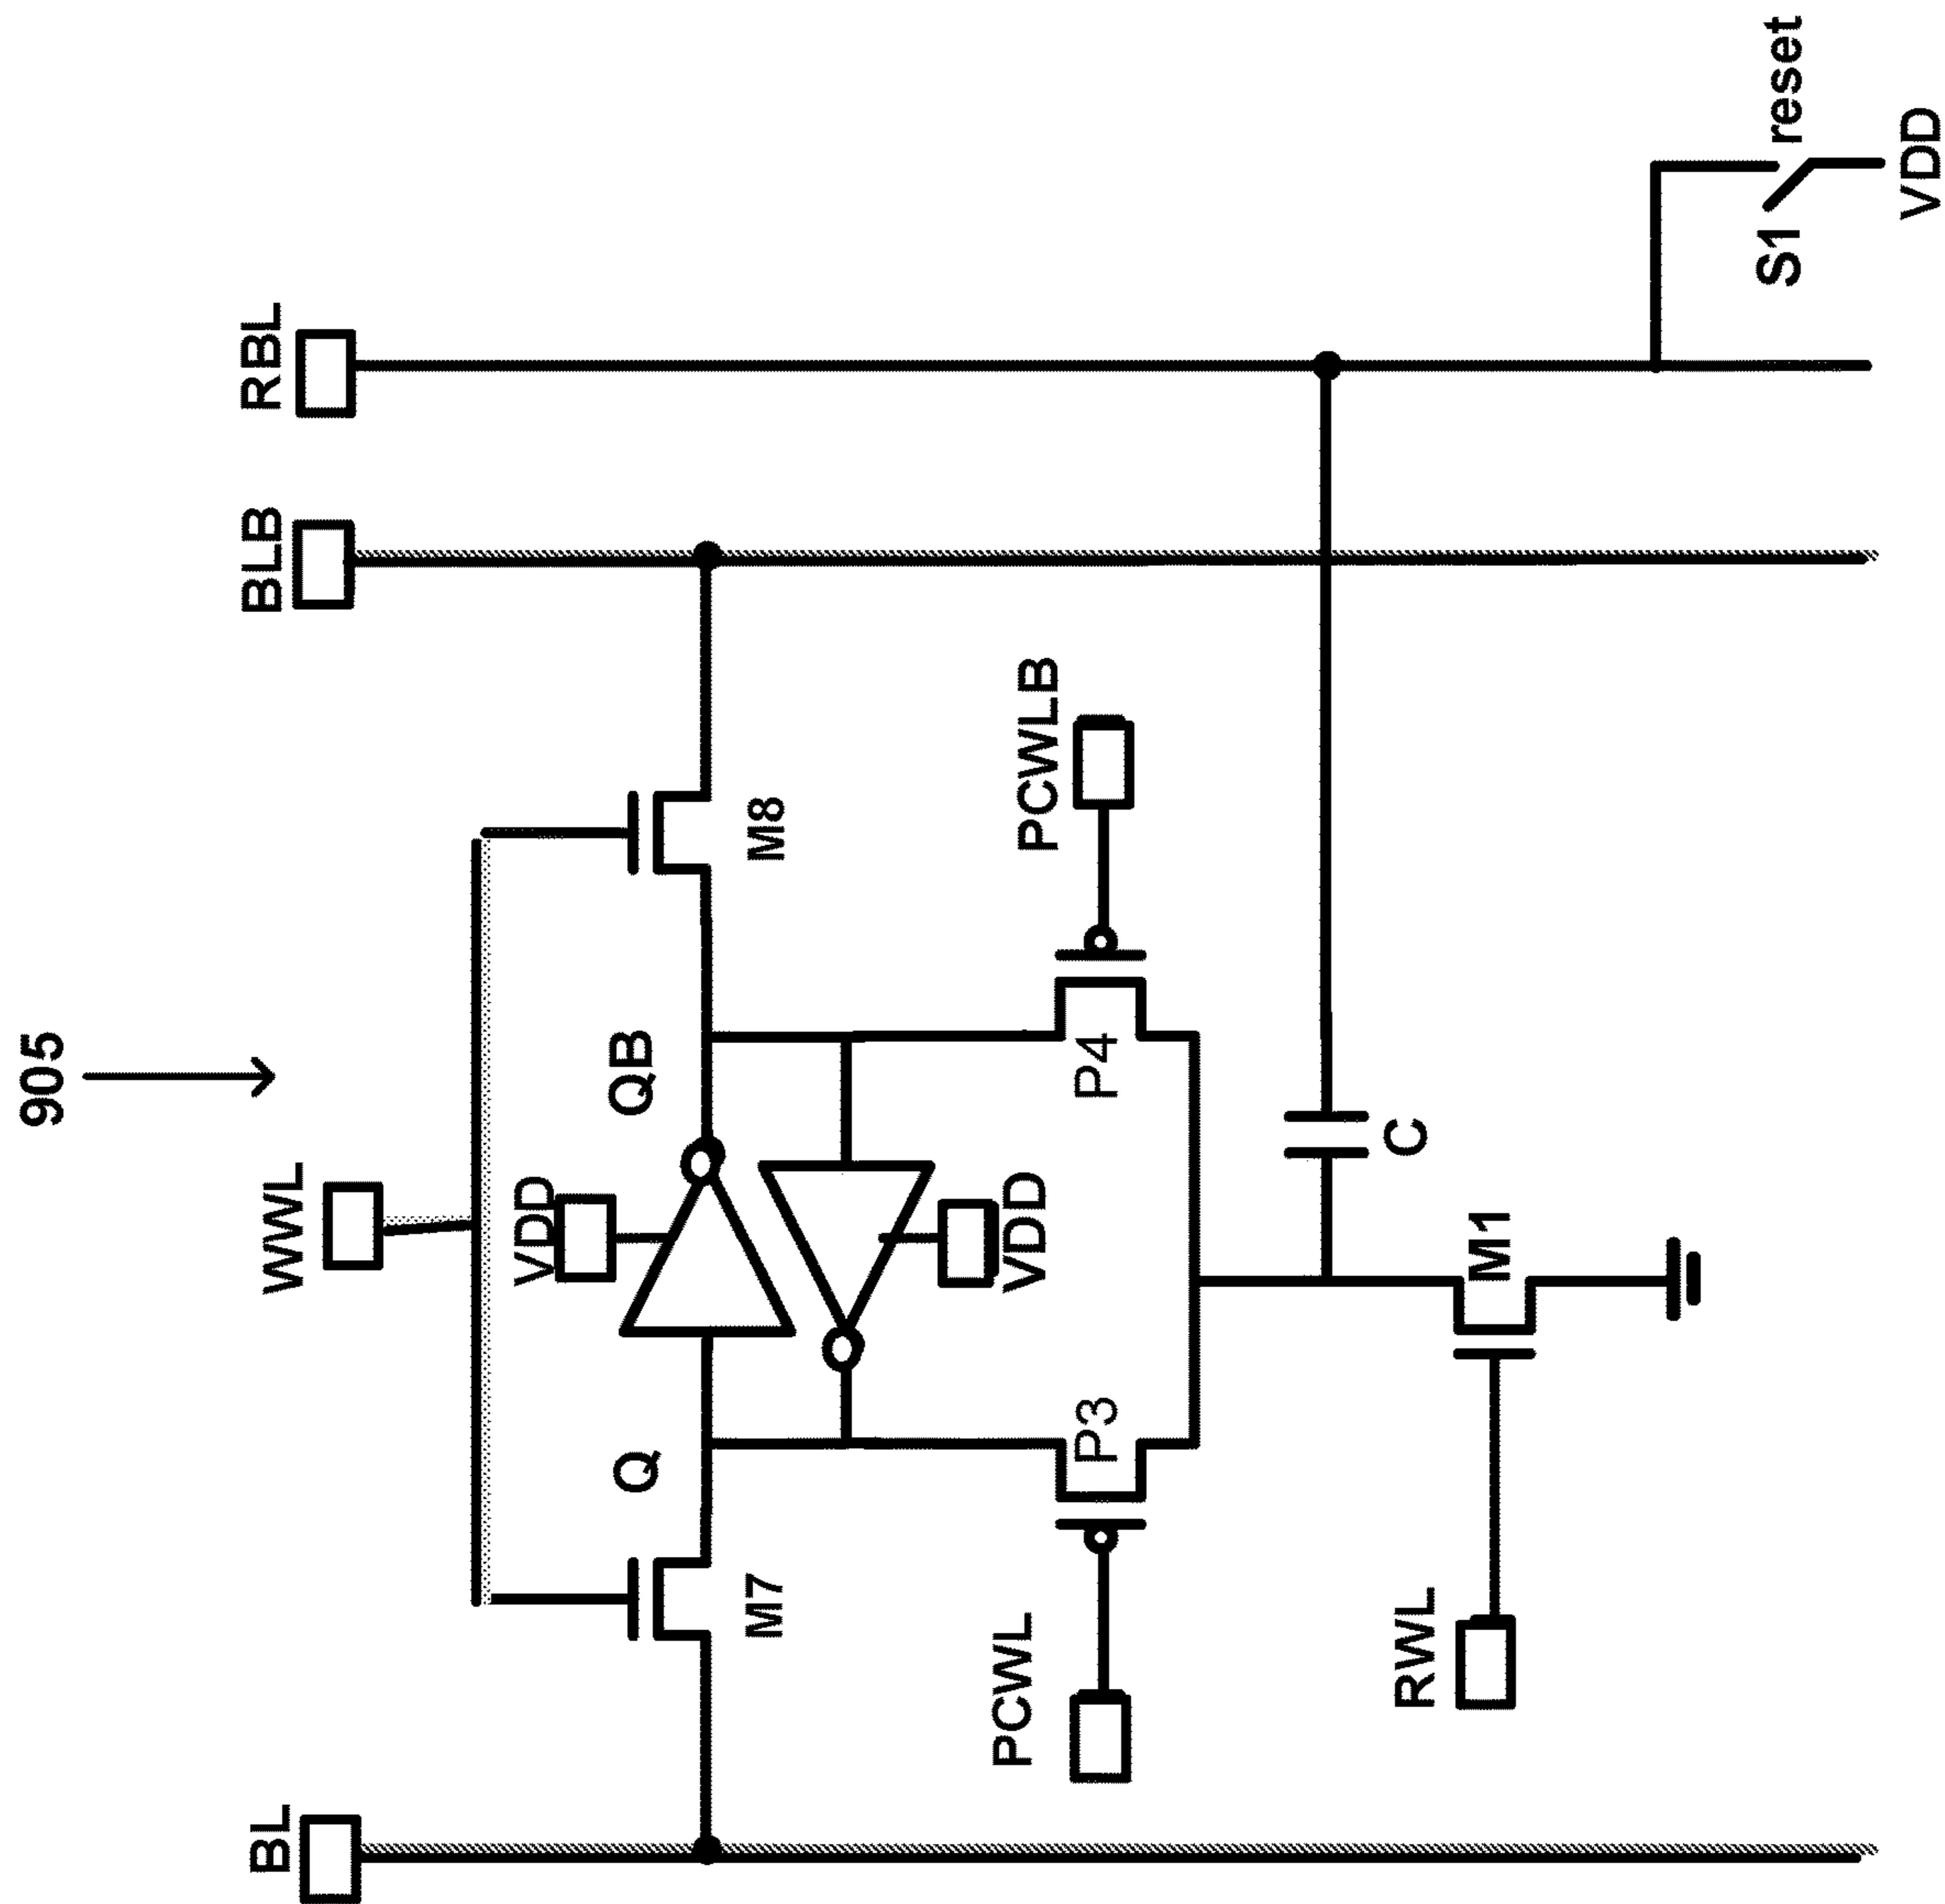 905
BL
WWL
BLB
RBL
VDD
Q
QB
M7
M8
VDD
PCWL
P3
P4
PCWLB
C
RWL
M1
S1
reset
VDD